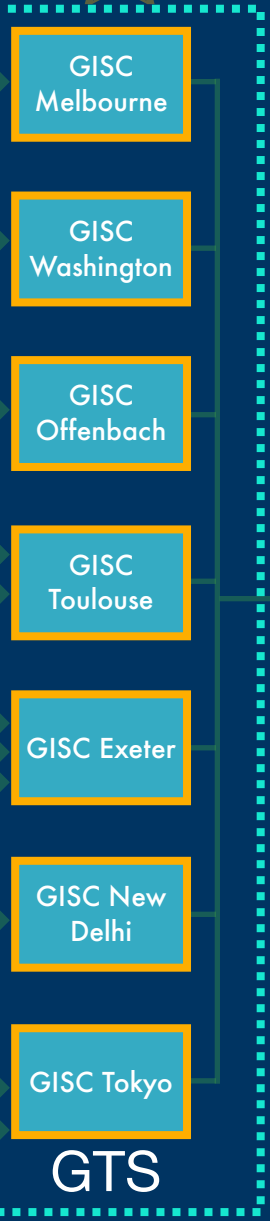 GISC
Melbourne
GISC
Washington
GISC
Offenbach
GISC
Toulouse
GISC Exeter
GISC New
Delhi
GISC Tokyo
GTS